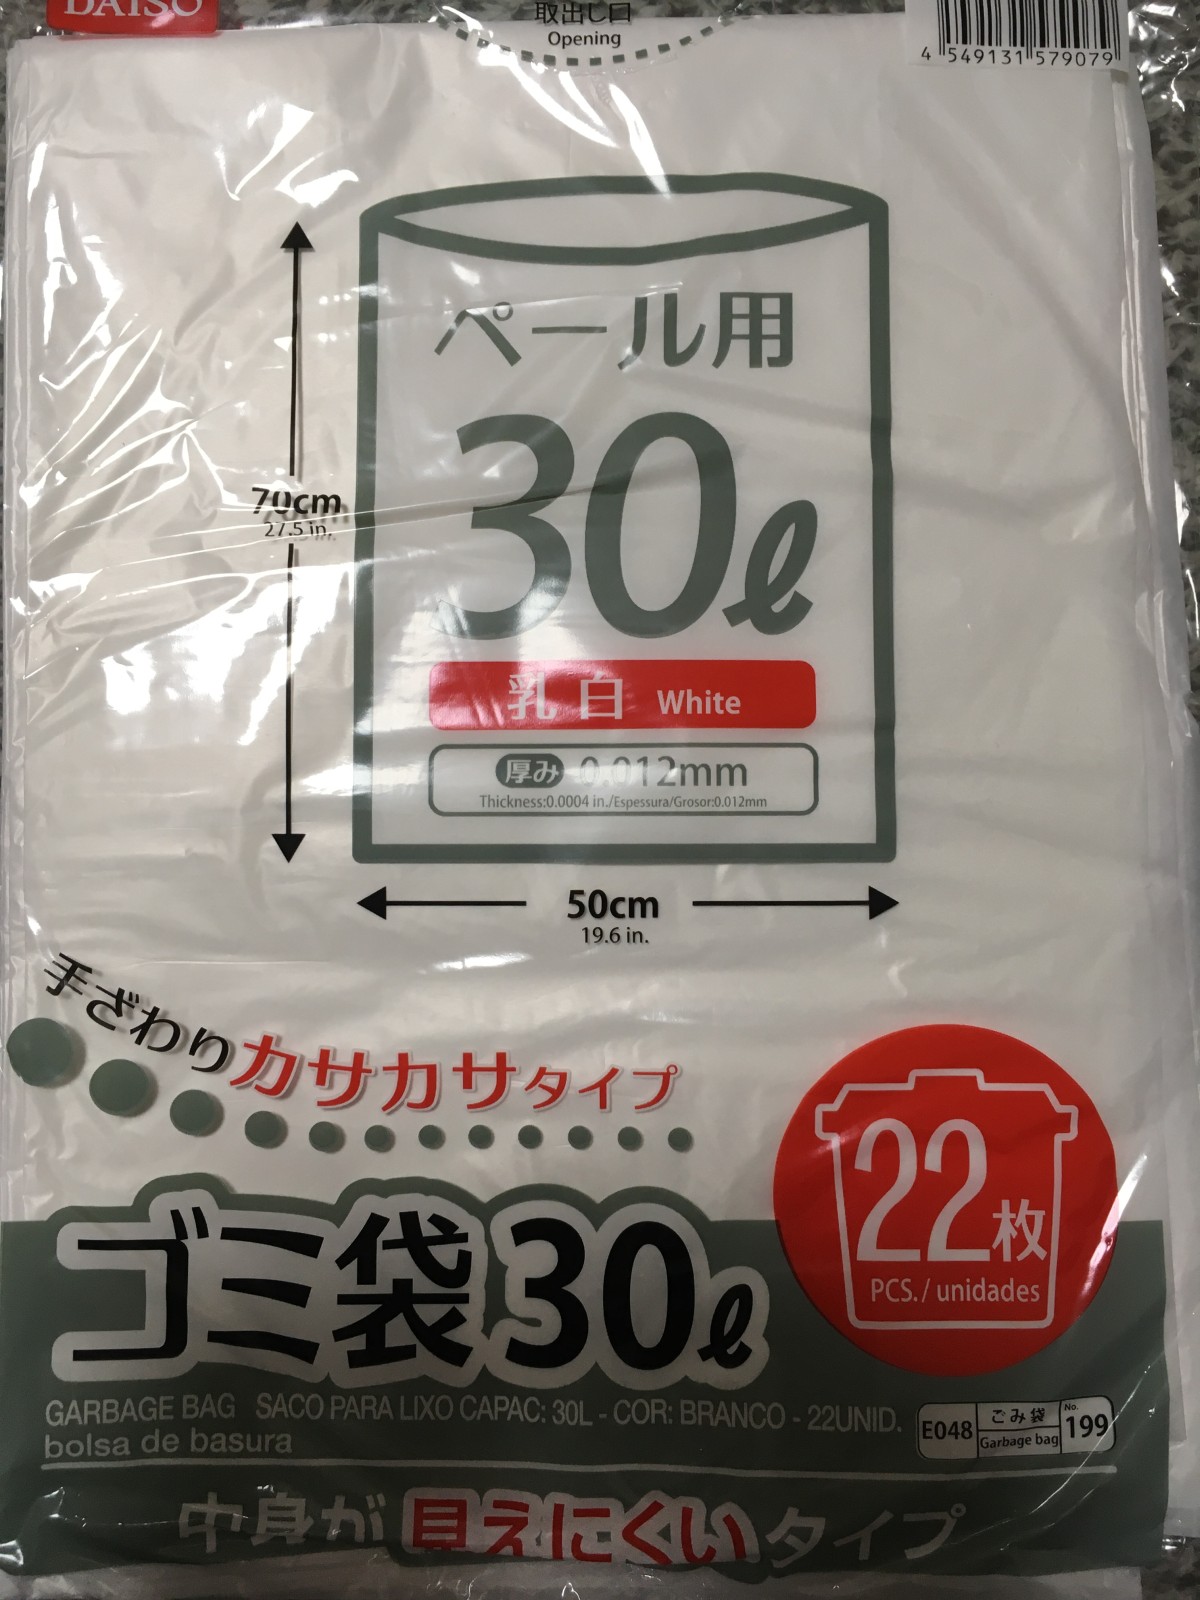 DAISO
取出し口
Opening
4 549131 579079
ペール用
30ℓ
70cm
27.5 in.
乳白 White
厚み 0.012mm
Thickness:0.0004 in./Espessura/Grosor:0.012mm
50cm
19.6 in.
手ざわりカサカサタイプ
22枚
PCS./unidades
ゴミ袋30ℓ
GARBAGE BAG SACO PARA LIXO CAPAC: 30L - COR: BRANCO - 22UNID.
bolsa de basura
E048 ごみ袋 Garbage bag No. 199
中身が見えにくいタイプ